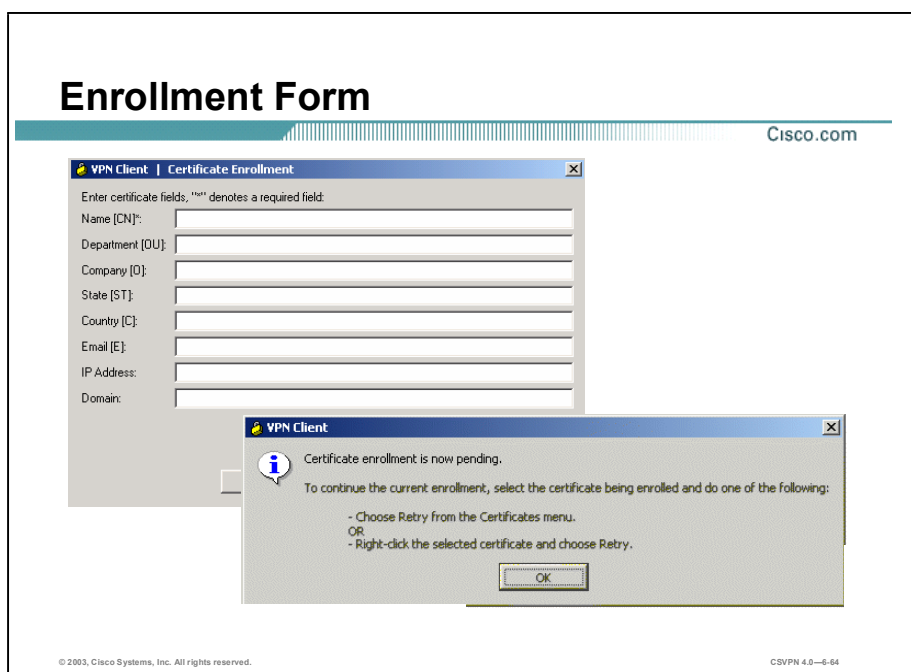 Enrollment Form
Cisco.com
VPN Client | Certificate Enrollment
Enter certificate fields, "*" denotes a required field:
Name [CN]*:
Department [OU]:
Company [O]:
State [ST]:
Country [C]:
Email [E]:
IP Address:
Domain:
VPN Client
Certificate enrollment is now pending.
To continue the current enrollment, select the certificate being enrolled and do one of the following:
- Choose Retry from the Certificates menu.
OR
- Right-click the selected certificate and choose Retry.
OK
© 2003, Cisco Systems, Inc. All rights reserved.
CSVPN 4.0—6-64